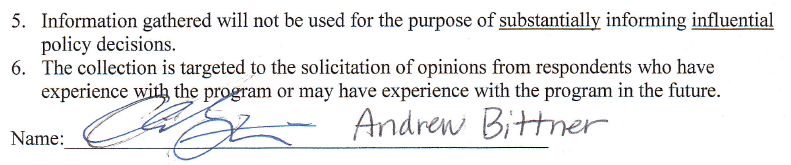 5. Information gathered will not be used for the purpose of substantially informing influential
policy decisions.
6. The collection is targeted to the solicitation of opinions from respondents who have
experience with the program or may have experience with the program in the future.
Name: Andrew Bittner